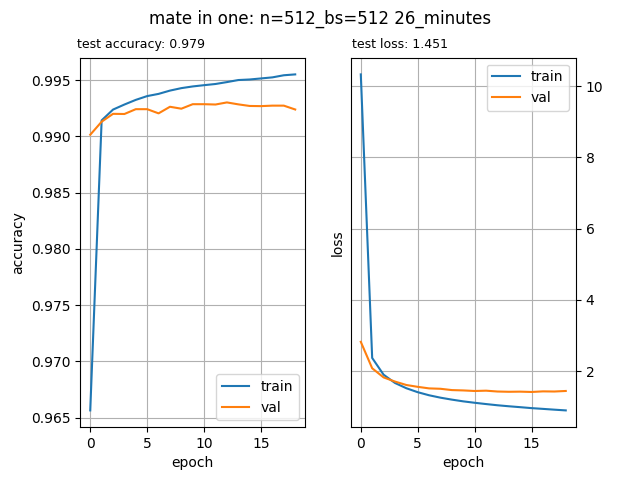 mate in one: n=512_bs=512 26_minutes
test accuracy: 0.979
0.995
0.990
0.985
0.980
0.975
0.970
0.965
accuracy
0 5 10 15
epoch
train
val
test loss: 1.451
train
val
10
8
6
4
2
loss
0 5 10 15
epoch